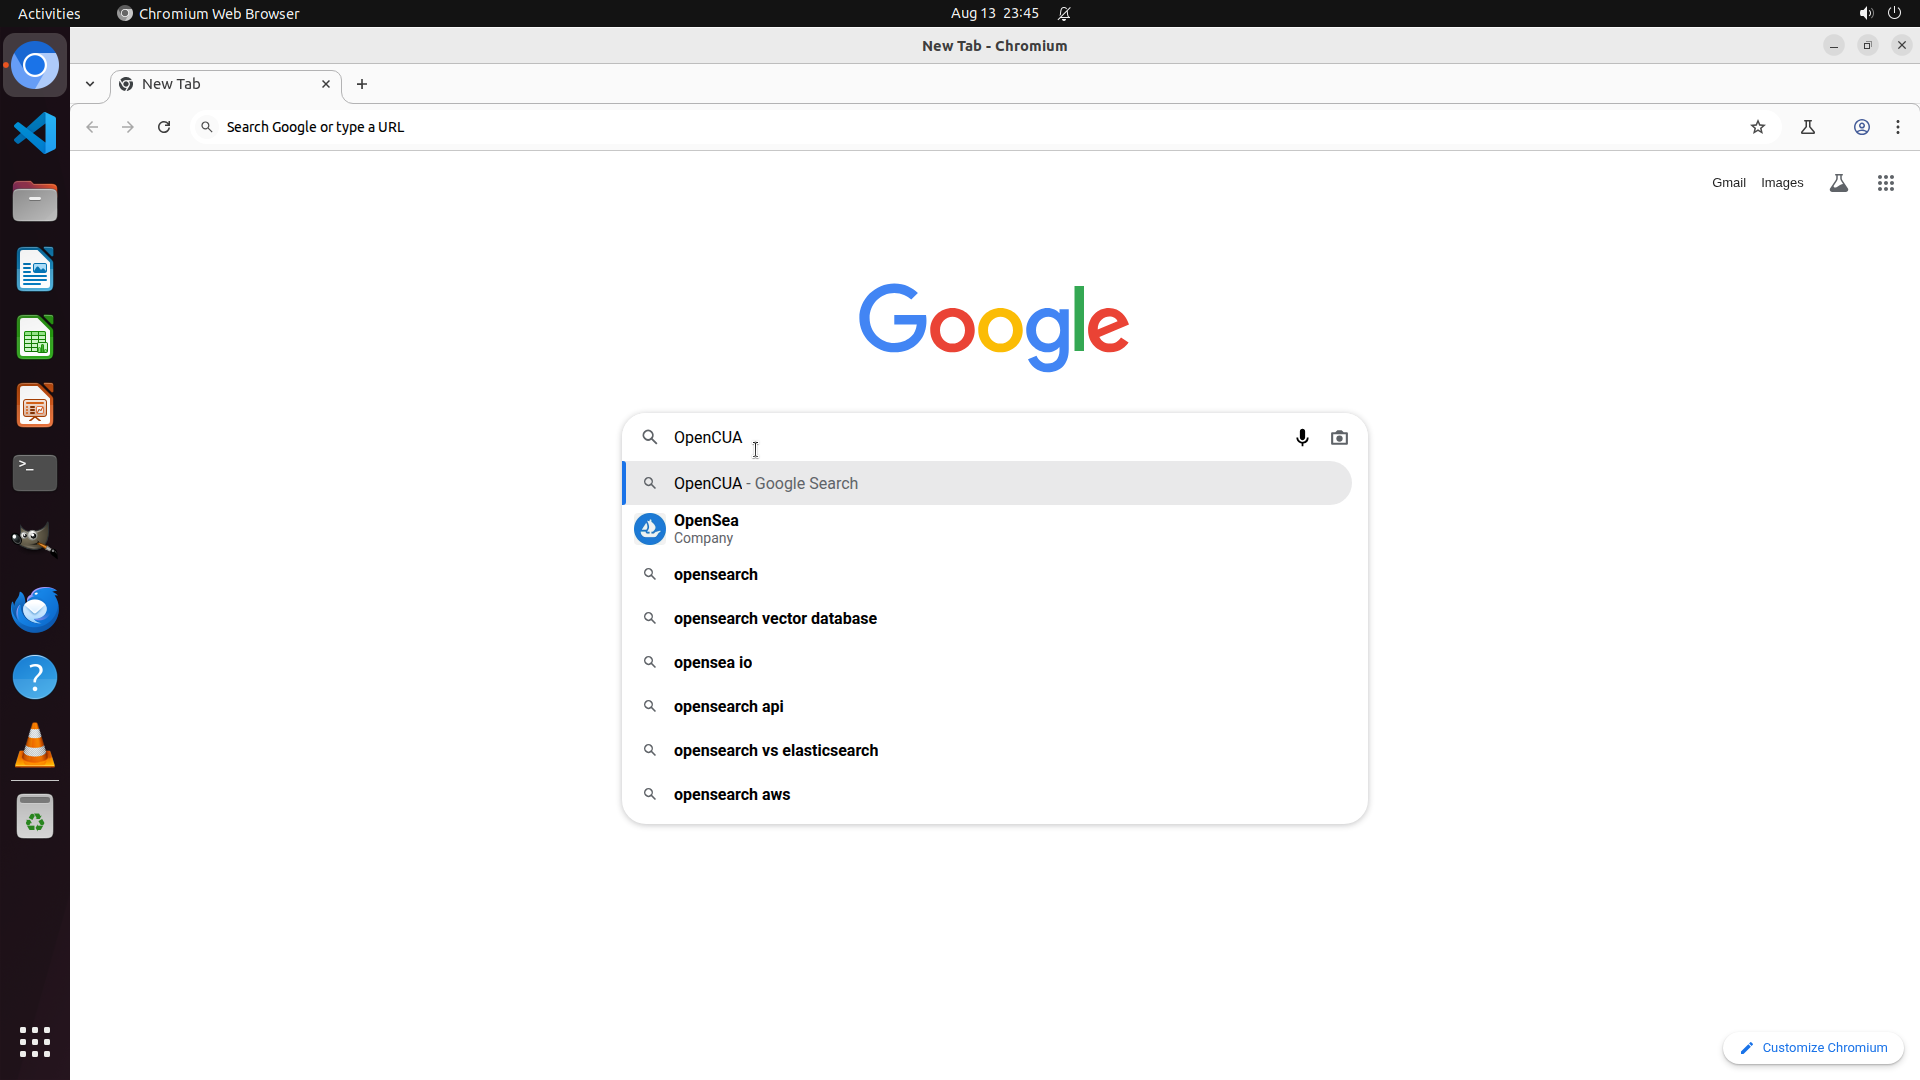 Activities
Chromium Web Browser
Aug 13 23:45
New Tab - Chromium
New Tab
Search Google or type a URL
Gmail
Images
Google
OpenCUA
OpenCUA - Google Search
OpenSea
Company
opensearch
opensearch vector database
opensea io
opensearch api
opensearch vs elasticsearch
opensearch aws
Customize Chromium